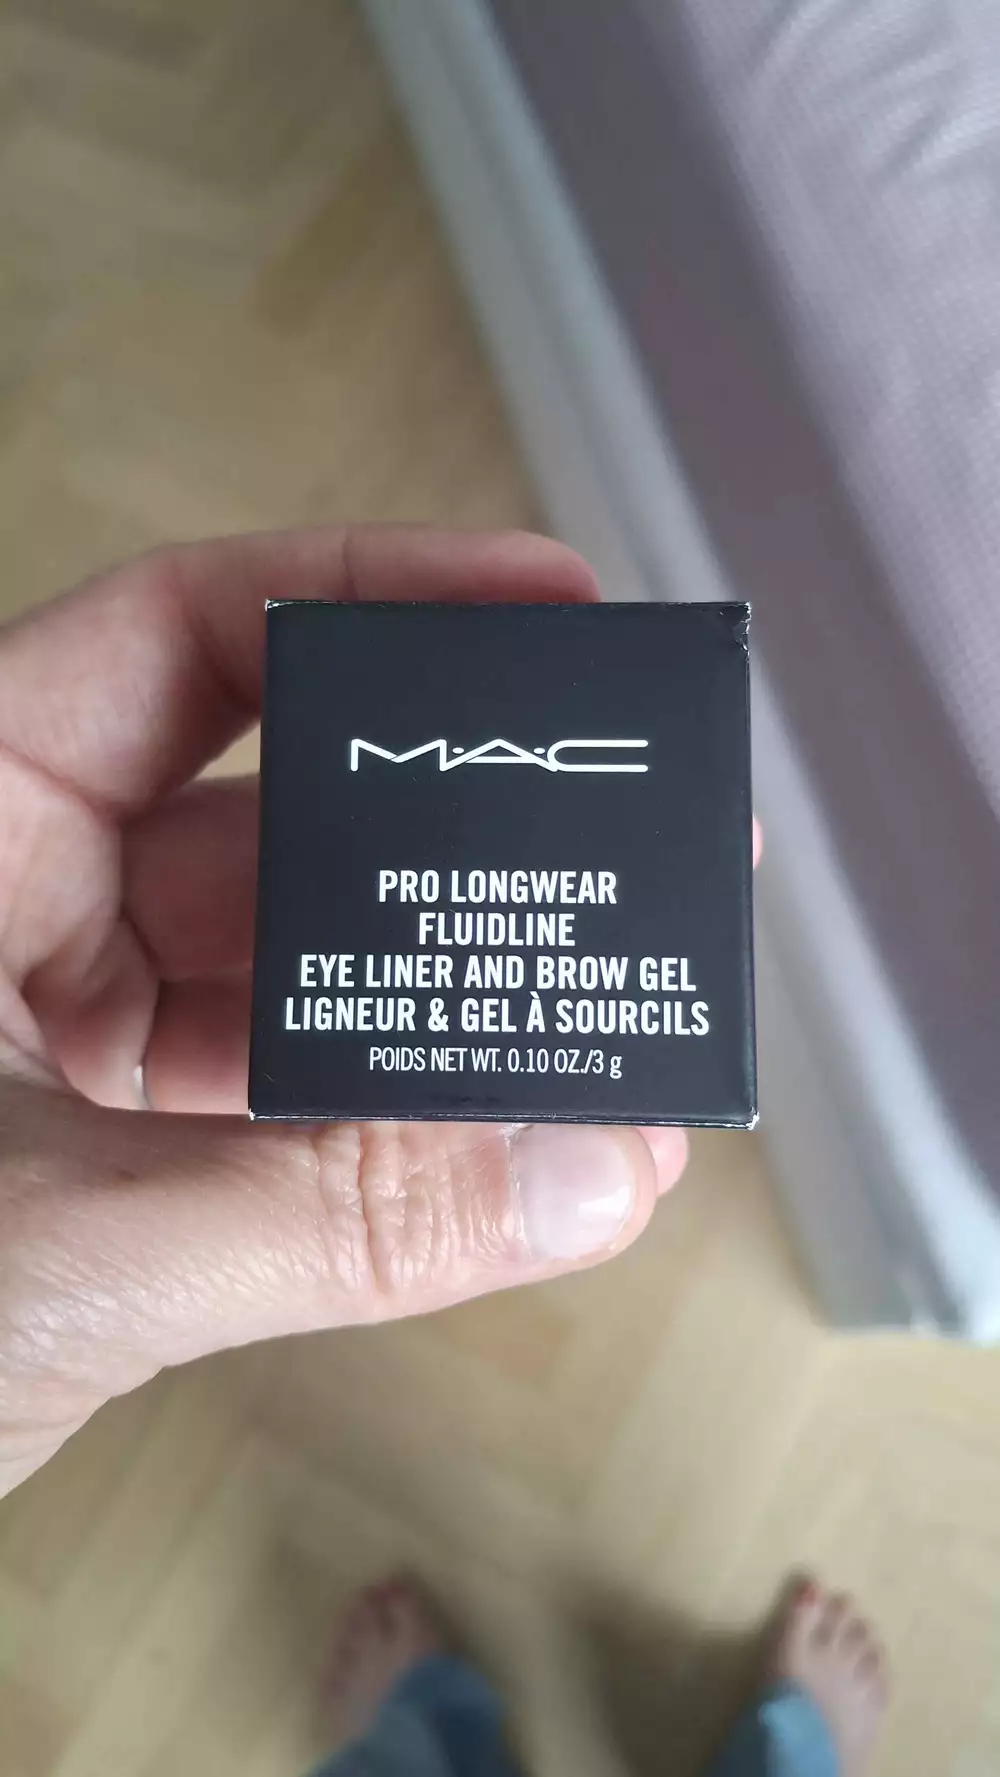 M·A·C
PRO LONGWEAR
FLUIDLINE
EYE LINER AND BROW GEL
LIGNEUR & GEL À SOURCILS
POIDS NET WT. 0.10 OZ./3 g